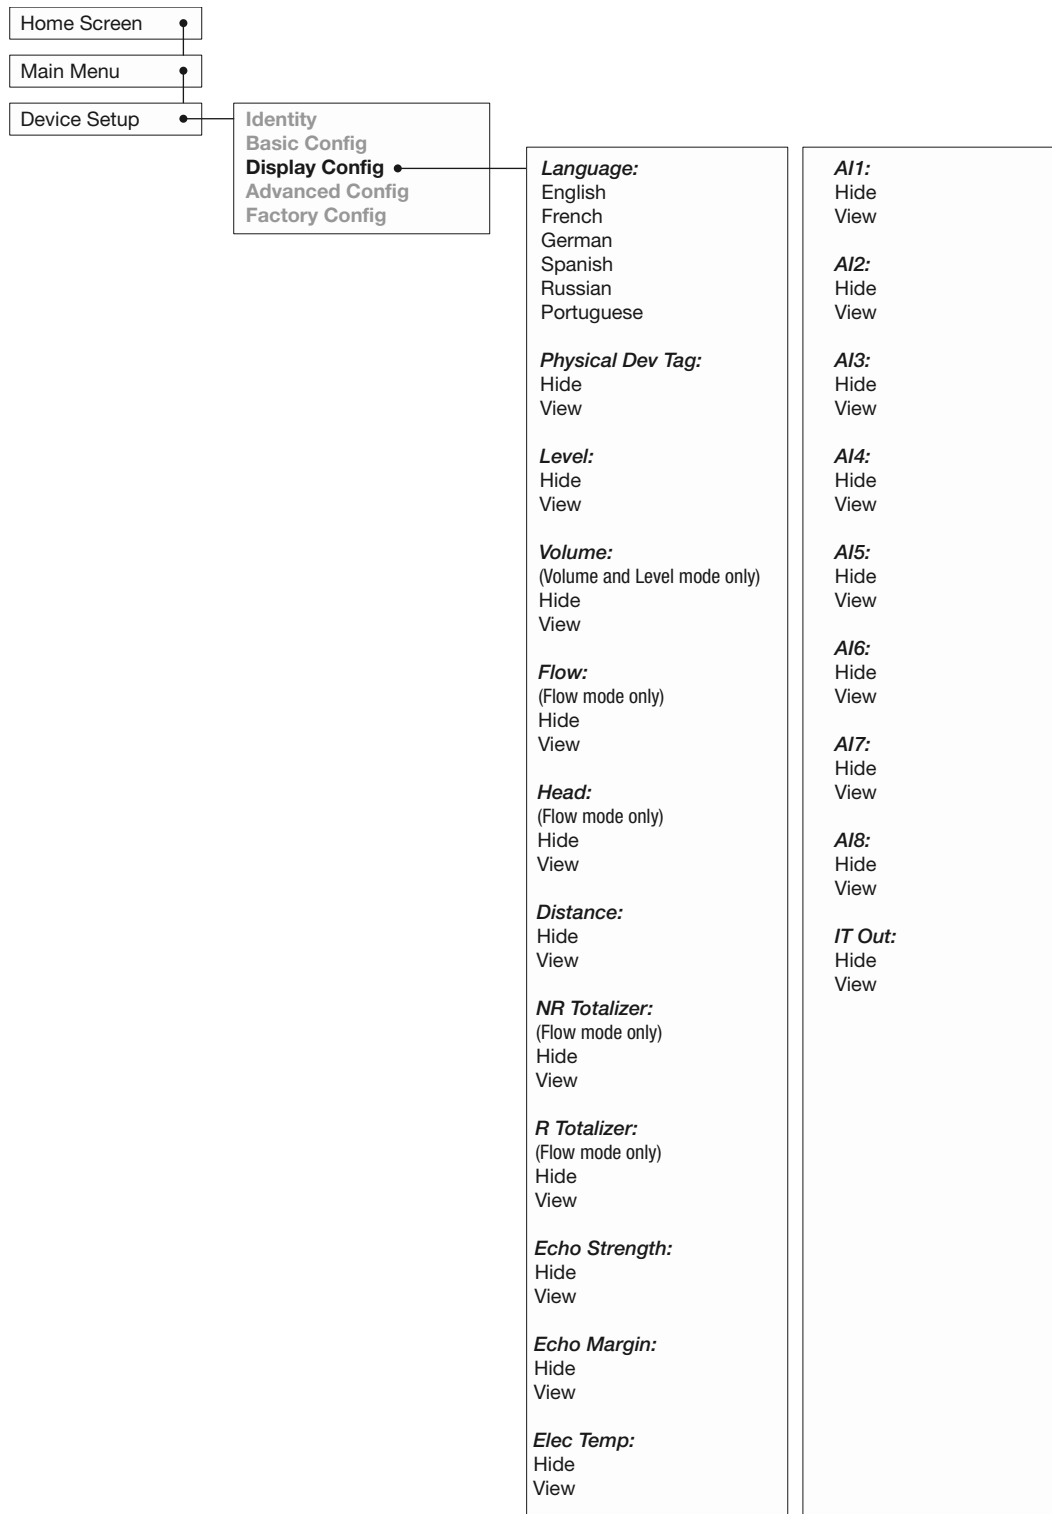 Home Screen
Main Menu
Device Setup
Identity
Basic Config
Display Config
Advanced Config
Factory Config
Language:
English
French
German
Spanish
Russian
Portuguese
Physical Dev Tag:
Hide
View
Level:
Hide
View
Volume:
(Volume and Level mode only)
Hide
View
Flow:
(Flow mode only)
Hide
View
Head:
(Flow mode only)
Hide
View
Distance:
Hide
View
NR Totalizer:
(Flow mode only)
Hide
View
R Totalizer:
(Flow mode only)
Hide
View
Echo Strength:
Hide
View
Echo Margin:
Hide
View
Elec Temp:
Hide
View
AI1:
Hide
View
AI2:
Hide
View
AI3:
Hide
View
AI4:
Hide
View
AI5:
Hide
View
AI6:
Hide
View
AI7:
Hide
View
AI8:
Hide
View
IT Out:
Hide
View